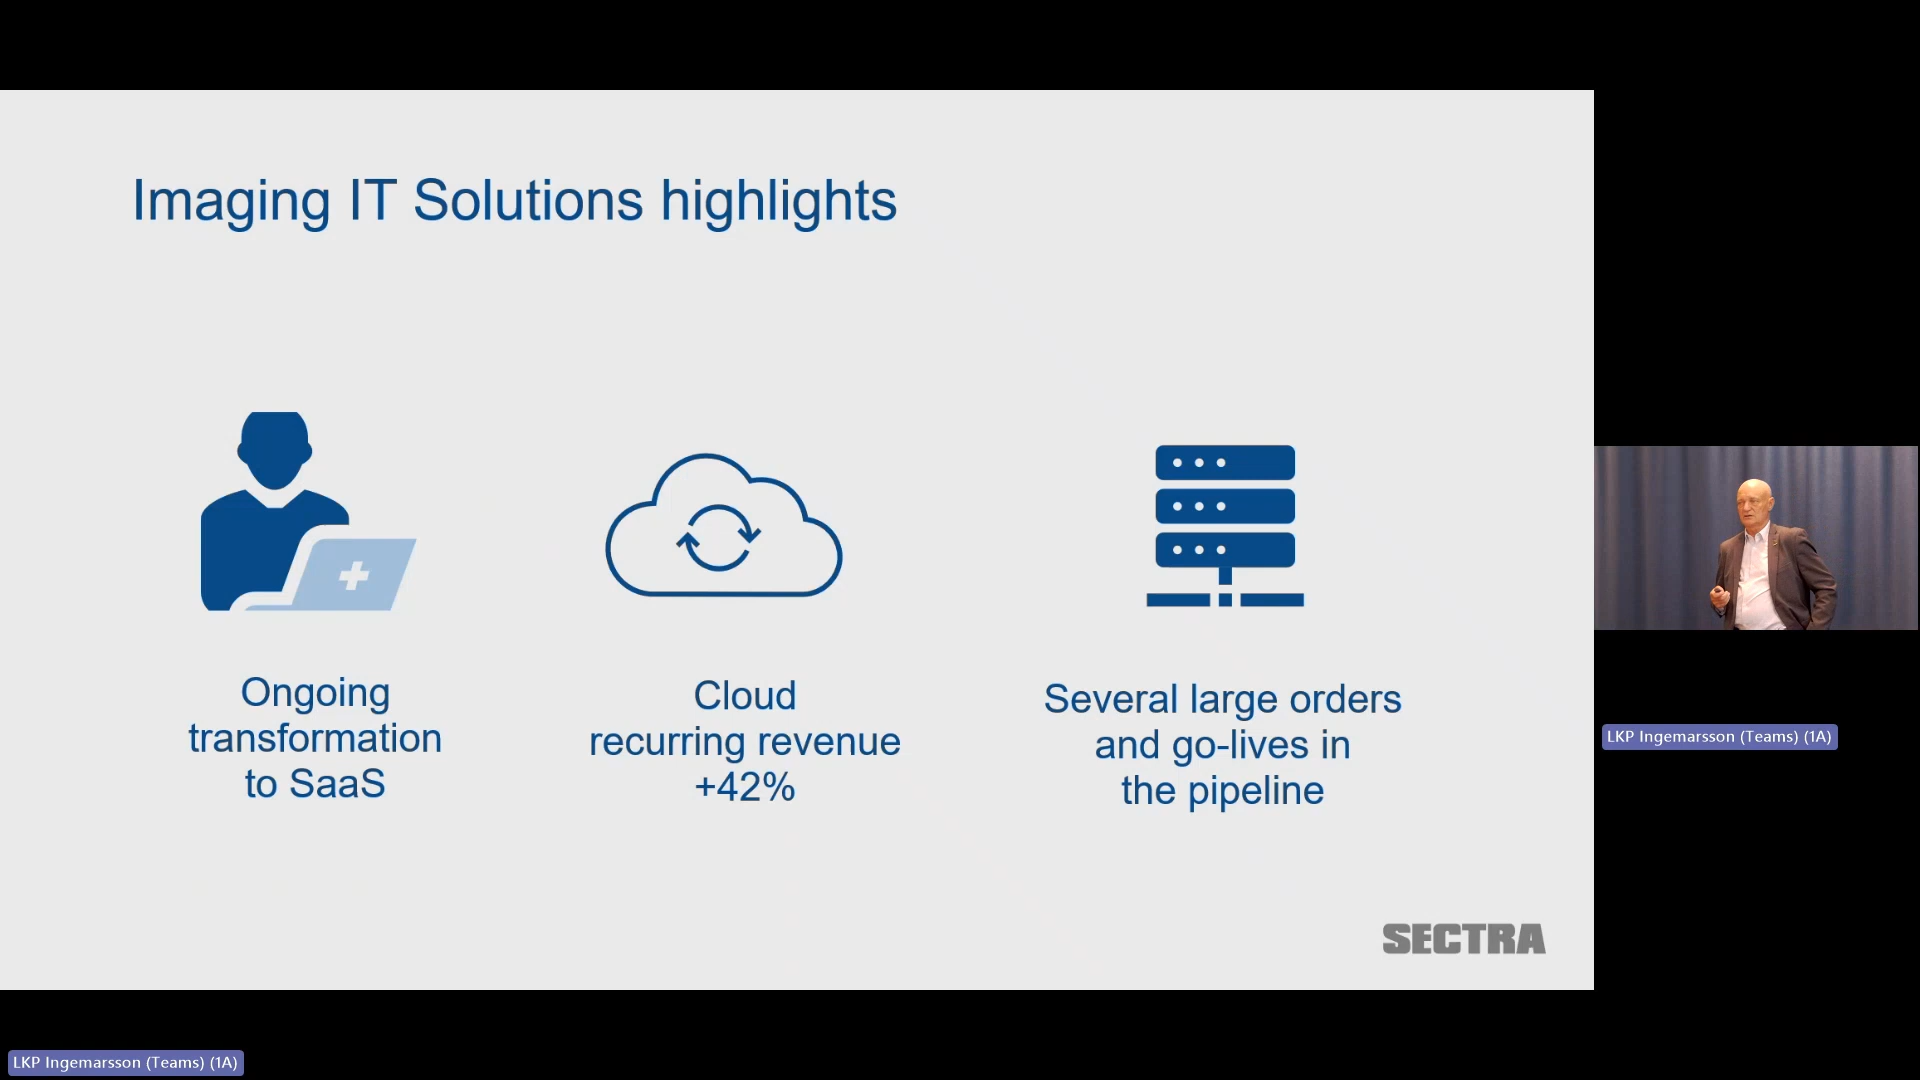 Imaging IT Solutions highlights
Ongoing
transformation
to SaaS
Cloud
recurring revenue
+42%
Several large orders
and go-lives in
the pipeline
SECTRA
LKP Ingemarsson (Teams) (1A)
LKP Ingemarsson (Teams) (1A)